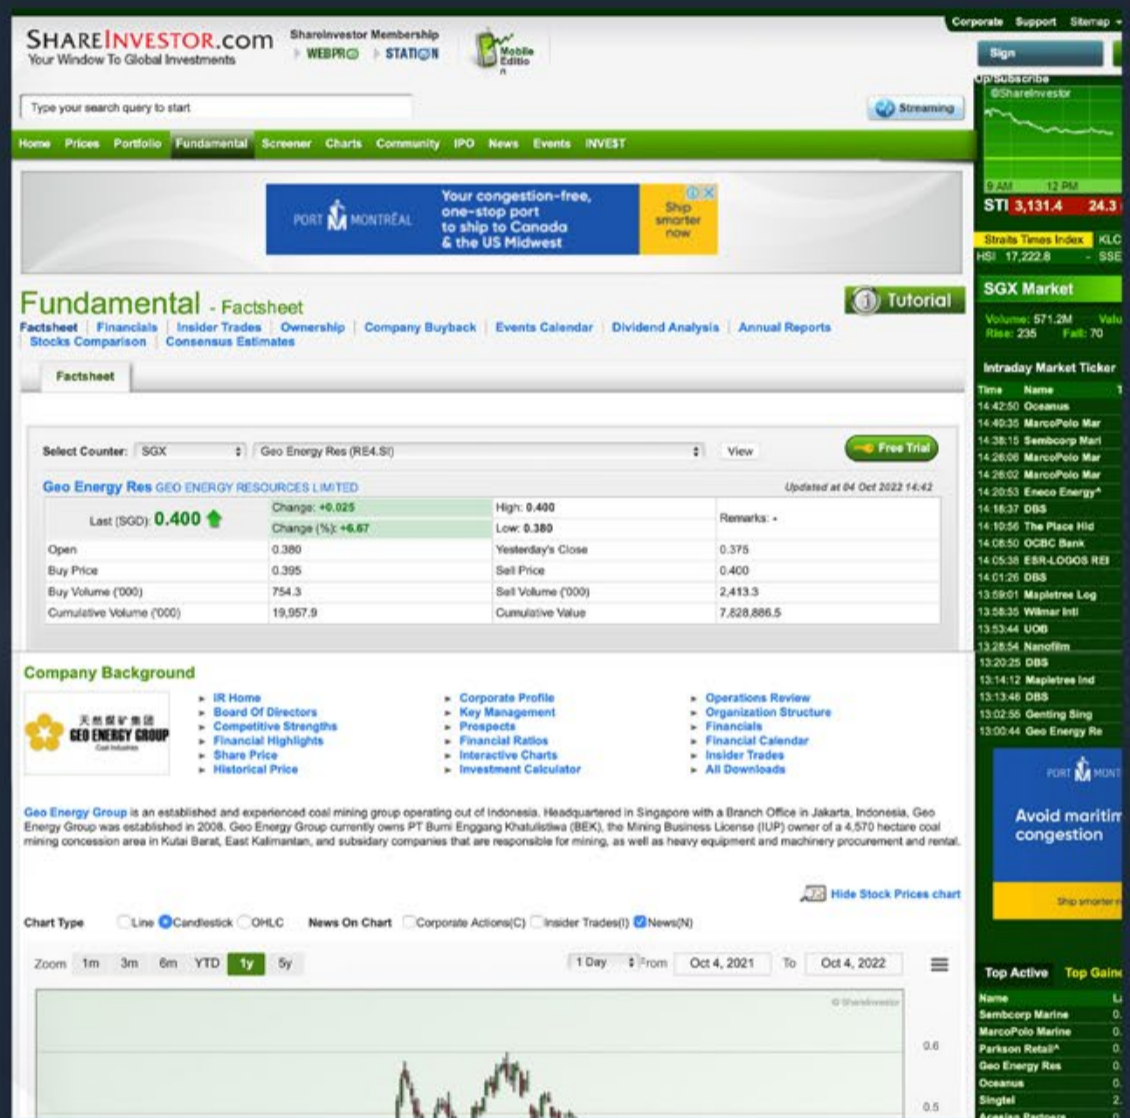 Corporate Support Sitemap
SHAREINVESTOR.com
Your Window To Global Investments
ShareInvestor Membership
WEBPRO STATION
Mobile
Editio
n
Sign
Up/Subscribe
Type your search query to start
Streaming
Home Prices Portfolio Fundamental Screener Charts Community IPO News Events INVEST
©ShareInvestor
9 AM 12 PM
STI 3,131.4 24.3
Straits Times Index KLC
HSI 17,222.8 - SSE
PORT MONTRÉAL
Your congestion-free,
one-stop port
to ship to Canada
& the US Midwest
Ship
smarter
now
Fundamental - Factsheet
Tutorial
Factsheet Financials Insider Trades Ownership Company Buyback Events Calendar Dividend Analysis Annual Reports
Stocks Comparison Consensus Estimates
Factsheet
Select Counter: SGX Geo Energy Res (RE4.SI) View Free Trial
Geo Energy Res GEO ENERGY RESOURCES LIMITED Updated at 04 Oct 2022 14:42
Last (SGD): 0.400 Change: +0.025 High: 0.400 Remarks: -
Change (%): +6.67 Low: 0.380
Open 0.380 Yesterday's Close 0.375
Buy Price 0.395 Sell Price 0.400
Buy Volume ('000) 754.3 Sell Volume ('000) 2,413.3
Cumulative Volume ('000) 19,957.9 Cumulative Value 7,828,886.5
SGX Market
Volume: 571.2M Valu
Rise: 235 Fall: 70
Intraday Market Ticker
Time Name
14:42:50 Oceanus
14:40:35 MarcoPolo Mar
14:38:15 Sembcorp Mari
14:26:06 MarcoPolo Mar
14:26:02 MarcoPolo Mar
14:20:53 Eneco Energy^
14:16:37 DBS
14:10:56 The Place Hld
14:06:50 OCBC Bank
14:05:38 ESR-LOGOS REI
14:01:26 DBS
13:59:01 Mapletree Log
13:58:35 Wilmar Intl
13:53:44 UOB
13:28:54 Nanofilm
13:20:25 DBS
13:14:12 Mapletree Ind
13:13:46 DBS
13:02:55 Genting Sing
13:00:44 Geo Energy Re
Company Background
天然煤矿集团
GEO ENERGY GROUP
Coal Industries
IR Home Corporate Profile Operations Review
Board Of Directors Key Management Organization Structure
Competitive Strengths Prospects Financials
Financial Highlights Financial Ratios Financial Calendar
Share Price Interactive Charts Insider Trades
Historical Price Investment Calculator All Downloads
Geo Energy Group is an established and experienced coal mining group operating out of Indonesia. Headquartered in Singapore with a Branch Office in Jakarta, Indonesia, Geo
Energy Group was established in 2008. Geo Energy Group currently owns PT Bumi Enggang Khatulistiwa (BEK), the Mining Business License (IUP) owner of a 4,570 hectare coal
mining concession area in Kutai Barat, East Kalimantan, and subsidary companies that are responsible for mining, as well as heavy equipment and machinery procurement and rental.
PORT MONT
Avoid maritim
congestion
Ship smarter
Hide Stock Prices chart
Chart Type Line Candlestick OHLC News On Chart Corporate Actions(C) Insider Trades(I) News(N)
Zoom 1m 3m 6m YTD 1y 5y 1 Day From Oct 4, 2021 To Oct 4, 2022
© ShareInvestor
0.6
0.5
Top Active Top Gaine
Name
Sembcorp Marine 0.
MarcoPolo Marine 0.
Parkson Retail^ 0.
Geo Energy Res 0.
Oceanus 0.
Singtel 2.